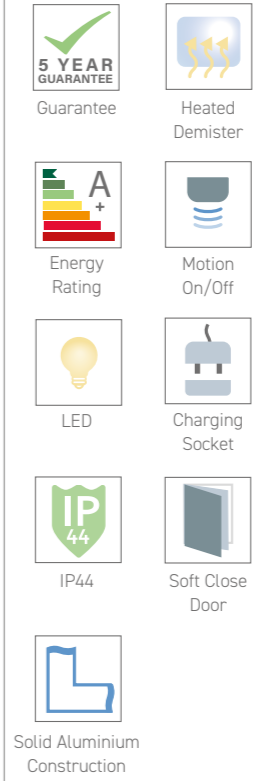 5 YEAR
GUARANTEE
Guarantee
Heated
Demister
A
+
Energy
Rating
Motion
On/Off
LED
Charging
Socket
IP
44
IP44
Soft Close
Door
Solid Aluminium
Construction